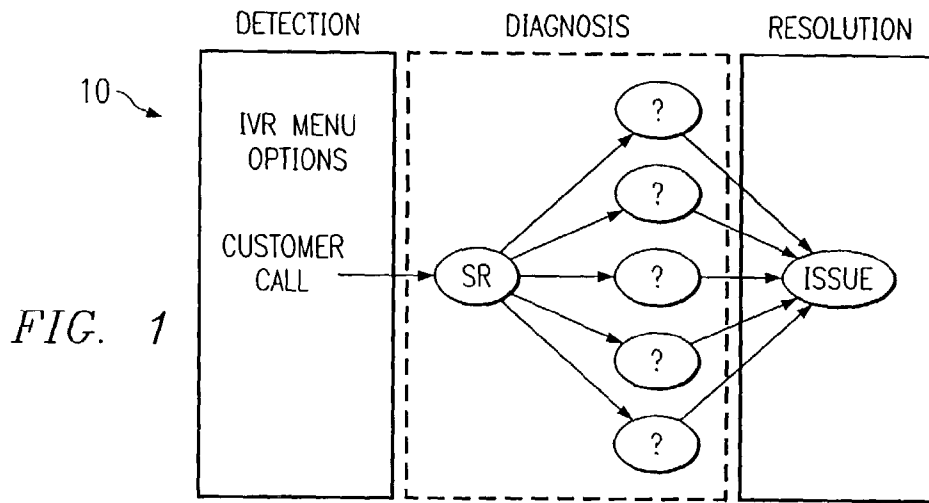 DETECTION
DIAGNOSIS
RESOLUTION
10
IVR MENU
OPTIONS
CUSTOMER
CALL
SR
?
?
?
?
?
ISSUE
FIG. 1